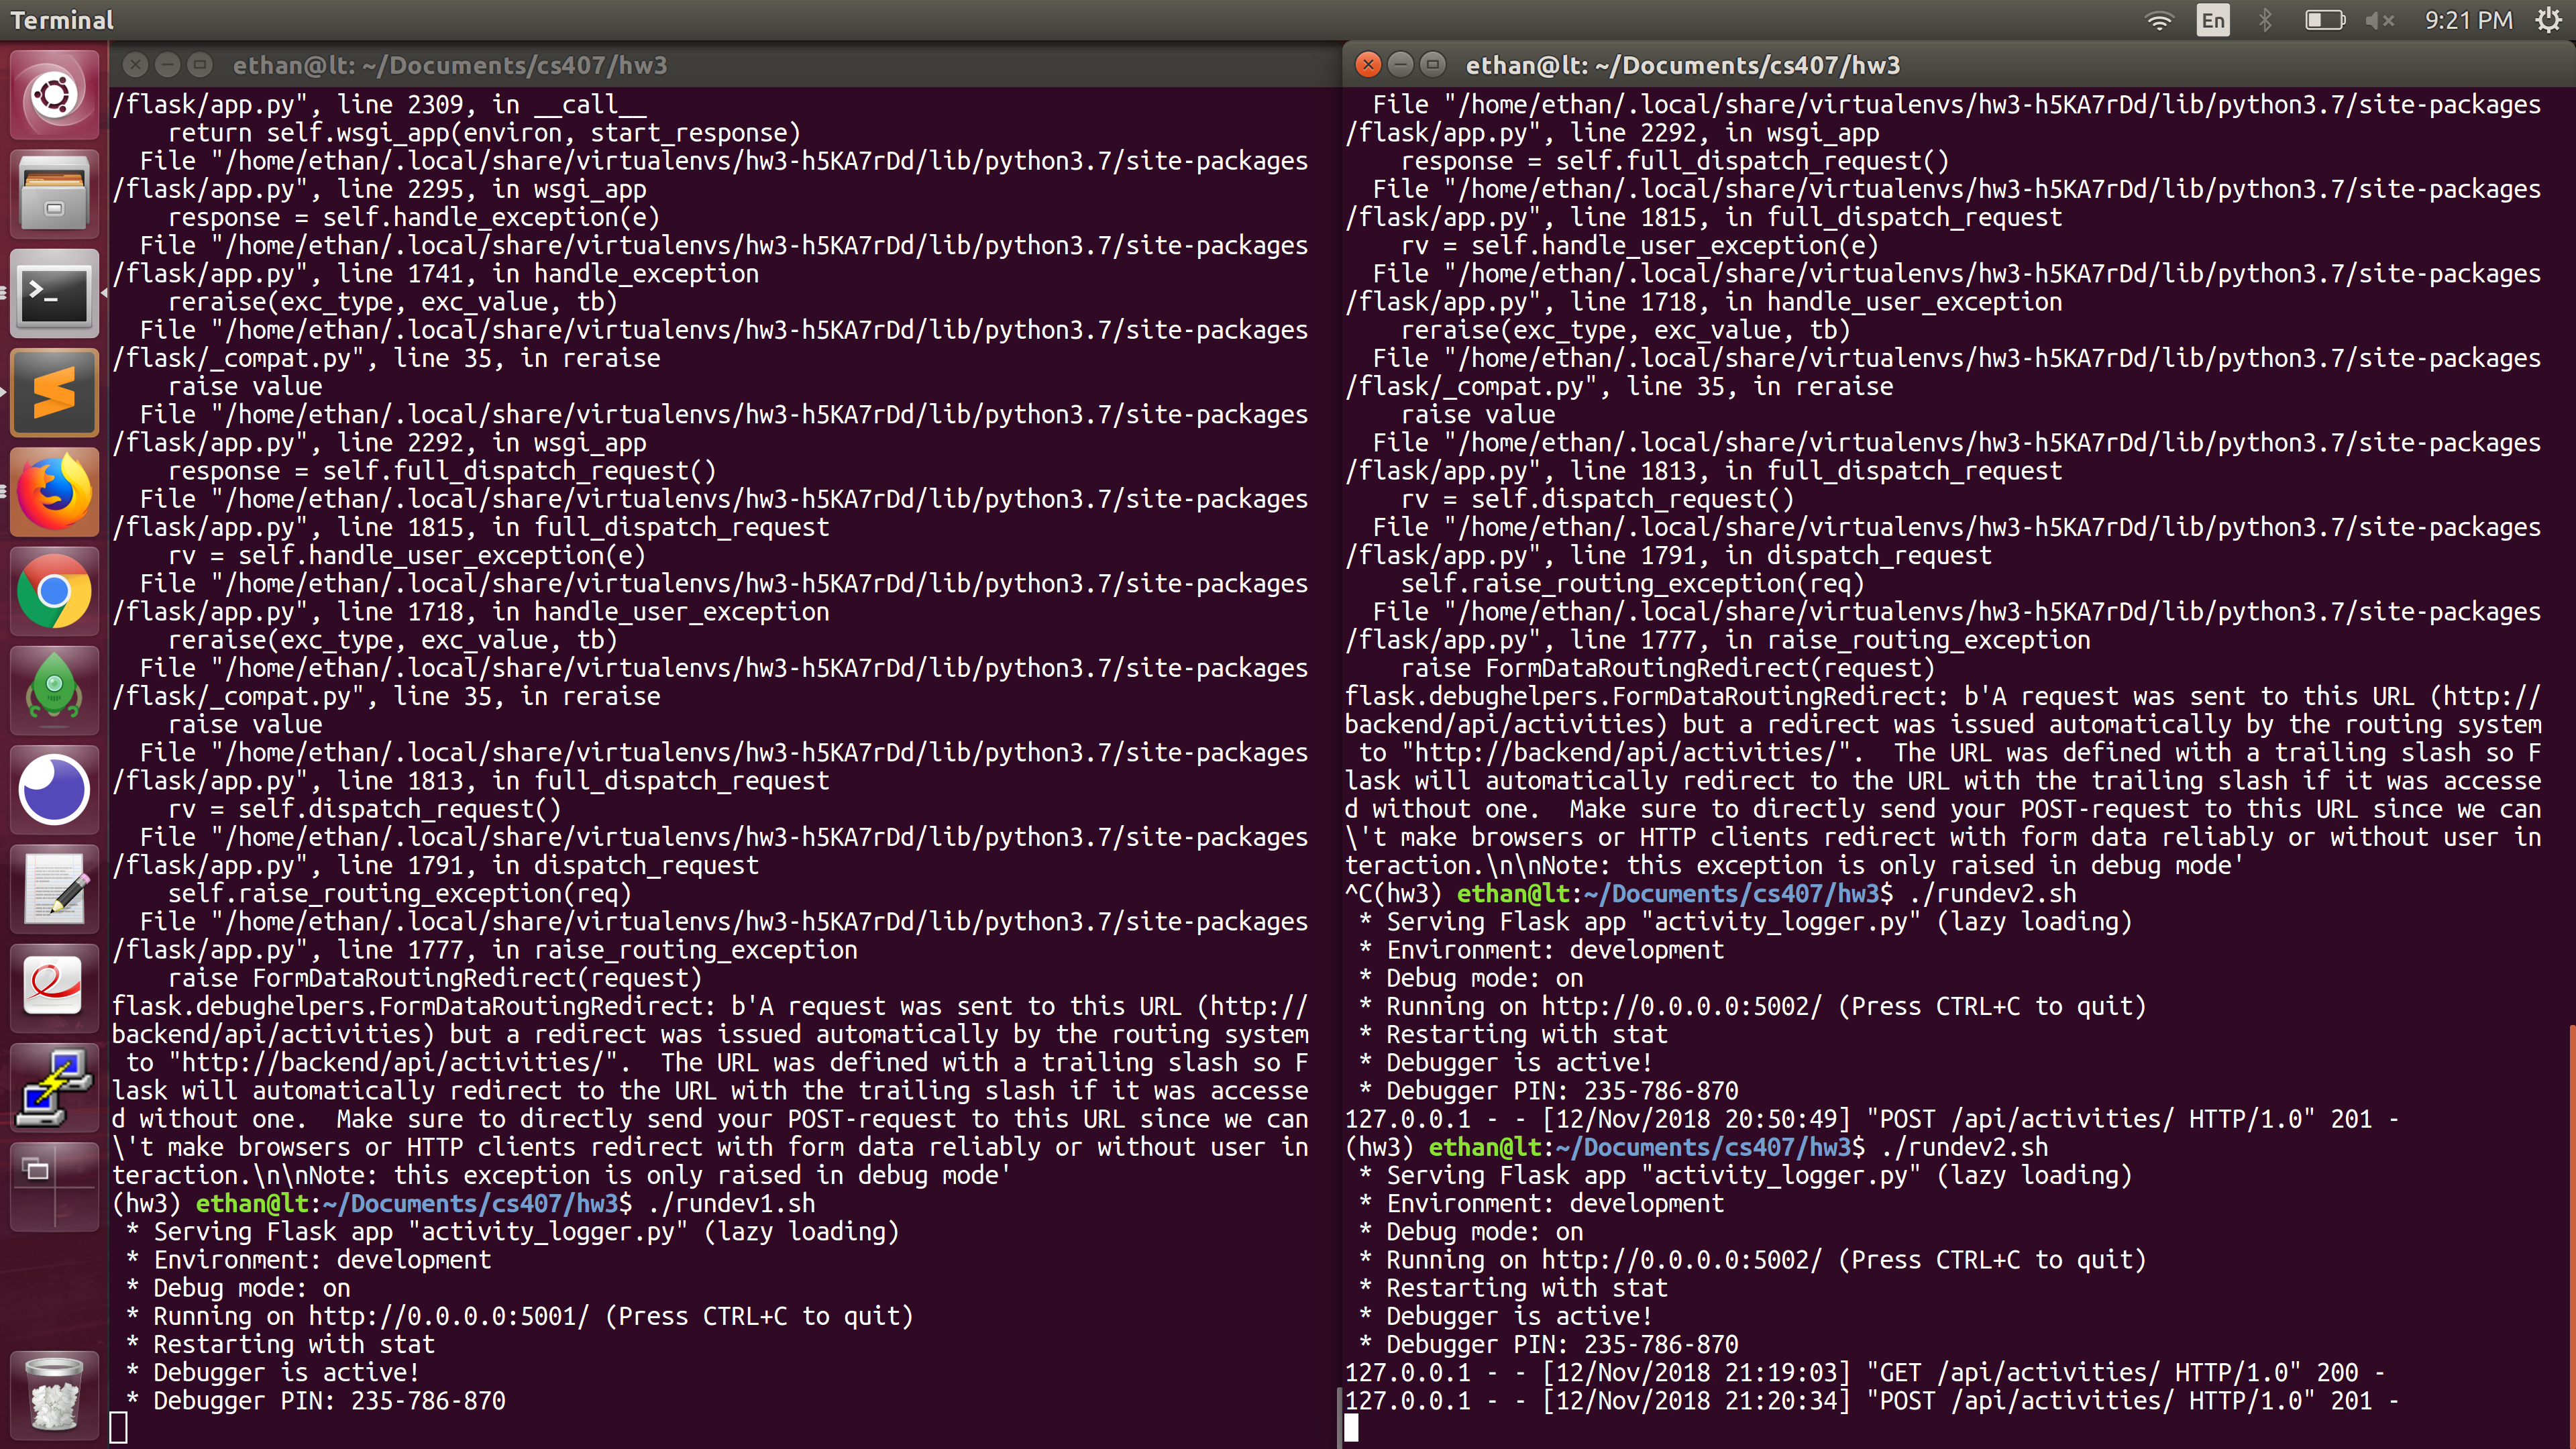 Terminal
En
9:21 PM
ethan@lt: ~/Documents/cs407/hw3
/flask/app.py", line 2309, in __call__
    return self.wsgi_app(environ, start_response)
  File "/home/ethan/.local/share/virtualenvs/hw3-h5KA7rDd/lib/python3.7/site-packages
/flask/app.py", line 2295, in wsgi_app
    response = self.handle_exception(e)
  File "/home/ethan/.local/share/virtualenvs/hw3-h5KA7rDd/lib/python3.7/site-packages
/flask/app.py", line 1741, in handle_exception
    reraise(exc_type, exc_value, tb)
  File "/home/ethan/.local/share/virtualenvs/hw3-h5KA7rDd/lib/python3.7/site-packages
/flask/_compat.py", line 35, in reraise
    raise value
  File "/home/ethan/.local/share/virtualenvs/hw3-h5KA7rDd/lib/python3.7/site-packages
/flask/app.py", line 2292, in wsgi_app
    response = self.full_dispatch_request()
  File "/home/ethan/.local/share/virtualenvs/hw3-h5KA7rDd/lib/python3.7/site-packages
/flask/app.py", line 1815, in full_dispatch_request
    rv = self.handle_user_exception(e)
  File "/home/ethan/.local/share/virtualenvs/hw3-h5KA7rDd/lib/python3.7/site-packages
/flask/app.py", line 1718, in handle_user_exception
    reraise(exc_type, exc_value, tb)
  File "/home/ethan/.local/share/virtualenvs/hw3-h5KA7rDd/lib/python3.7/site-packages
/flask/_compat.py", line 35, in reraise
    raise value
  File "/home/ethan/.local/share/virtualenvs/hw3-h5KA7rDd/lib/python3.7/site-packages
/flask/app.py", line 1813, in full_dispatch_request
    rv = self.dispatch_request()
  File "/home/ethan/.local/share/virtualenvs/hw3-h5KA7rDd/lib/python3.7/site-packages
/flask/app.py", line 1791, in dispatch_request
    self.raise_routing_exception(req)
  File "/home/ethan/.local/share/virtualenvs/hw3-h5KA7rDd/lib/python3.7/site-packages
/flask/app.py", line 1777, in raise_routing_exception
    raise FormDataRoutingRedirect(request)
flask.debughelpers.FormDataRoutingRedirect: b'A request was sent to this URL (http://
backend/api/activities) but a redirect was issued automatically by the routing system
 to "http://backend/api/activities/".  The URL was defined with a trailing slash so F
lask will automatically redirect to the URL with the trailing slash if it was accesse
d without one.  Make sure to directly send your POST-request to this URL since we can
\'t make browsers or HTTP clients redirect with form data reliably or without user in
teraction.\n\nNote: this exception is only raised in debug mode'
(hw3) ethan@lt:~/Documents/cs407/hw3$ ./rundev1.sh
 * Serving Flask app "activity_logger.py" (lazy loading)
 * Environment: development
 * Debug mode: on
 * Running on http://0.0.0.0:5001/ (Press CTRL+C to quit)
 * Restarting with stat
 * Debugger is active!
 * Debugger PIN: 235-786-870
ethan@lt: ~/Documents/cs407/hw3
  File "/home/ethan/.local/share/virtualenvs/hw3-h5KA7rDd/lib/python3.7/site-packages
/flask/app.py", line 2292, in wsgi_app
    response = self.full_dispatch_request()
  File "/home/ethan/.local/share/virtualenvs/hw3-h5KA7rDd/lib/python3.7/site-packages
/flask/app.py", line 1815, in full_dispatch_request
    rv = self.handle_user_exception(e)
  File "/home/ethan/.local/share/virtualenvs/hw3-h5KA7rDd/lib/python3.7/site-packages
/flask/app.py", line 1718, in handle_user_exception
    reraise(exc_type, exc_value, tb)
  File "/home/ethan/.local/share/virtualenvs/hw3-h5KA7rDd/lib/python3.7/site-packages
/flask/_compat.py", line 35, in reraise
    raise value
  File "/home/ethan/.local/share/virtualenvs/hw3-h5KA7rDd/lib/python3.7/site-packages
/flask/app.py", line 1813, in full_dispatch_request
    rv = self.dispatch_request()
  File "/home/ethan/.local/share/virtualenvs/hw3-h5KA7rDd/lib/python3.7/site-packages
/flask/app.py", line 1791, in dispatch_request
    self.raise_routing_exception(req)
  File "/home/ethan/.local/share/virtualenvs/hw3-h5KA7rDd/lib/python3.7/site-packages
/flask/app.py", line 1777, in raise_routing_exception
    raise FormDataRoutingRedirect(request)
flask.debughelpers.FormDataRoutingRedirect: b'A request was sent to this URL (http://
backend/api/activities) but a redirect was issued automatically by the routing system
 to "http://backend/api/activities/".  The URL was defined with a trailing slash so F
lask will automatically redirect to the URL with the trailing slash if it was accesse
d without one.  Make sure to directly send your POST-request to this URL since we can
\'t make browsers or HTTP clients redirect with form data reliably or without user in
teraction.\n\nNote: this exception is only raised in debug mode'
^C(hw3) ethan@lt:~/Documents/cs407/hw3$ ./rundev2.sh
 * Serving Flask app "activity_logger.py" (lazy loading)
 * Environment: development
 * Debug mode: on
 * Running on http://0.0.0.0:5002/ (Press CTRL+C to quit)
 * Restarting with stat
 * Debugger is active!
 * Debugger PIN: 235-786-870
127.0.0.1 - - [12/Nov/2018 20:50:49] "POST /api/activities/ HTTP/1.0" 201 -
(hw3) ethan@lt:~/Documents/cs407/hw3$ ./rundev2.sh
 * Serving Flask app "activity_logger.py" (lazy loading)
 * Environment: development
 * Debug mode: on
 * Running on http://0.0.0.0:5002/ (Press CTRL+C to quit)
 * Restarting with stat
 * Debugger is active!
 * Debugger PIN: 235-786-870
127.0.0.1 - - [12/Nov/2018 21:19:03] "GET /api/activities/ HTTP/1.0" 200 -
127.0.0.1 - - [12/Nov/2018 21:20:34] "POST /api/activities/ HTTP/1.0" 201 -